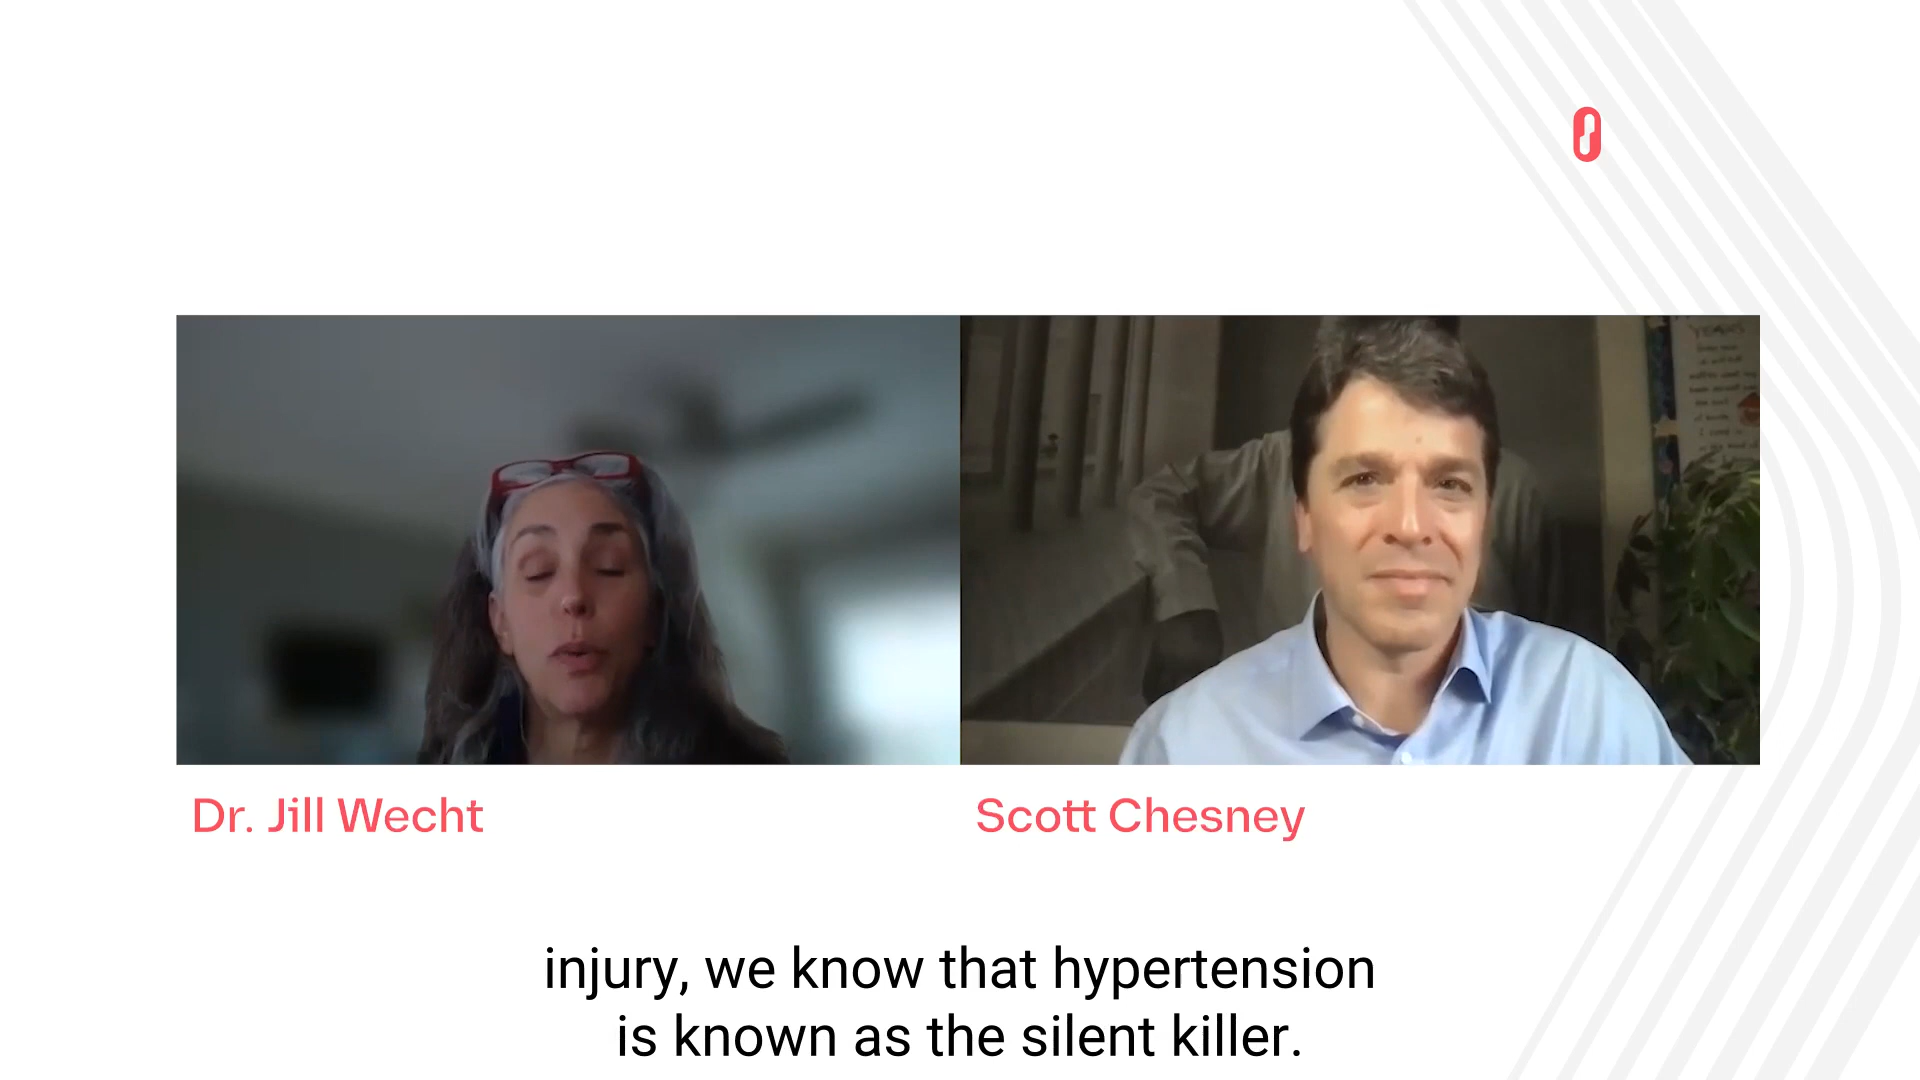 Dr. Jill Wecht
Scott Chesney
injury, we know that hypertension
is known as the silent killer.